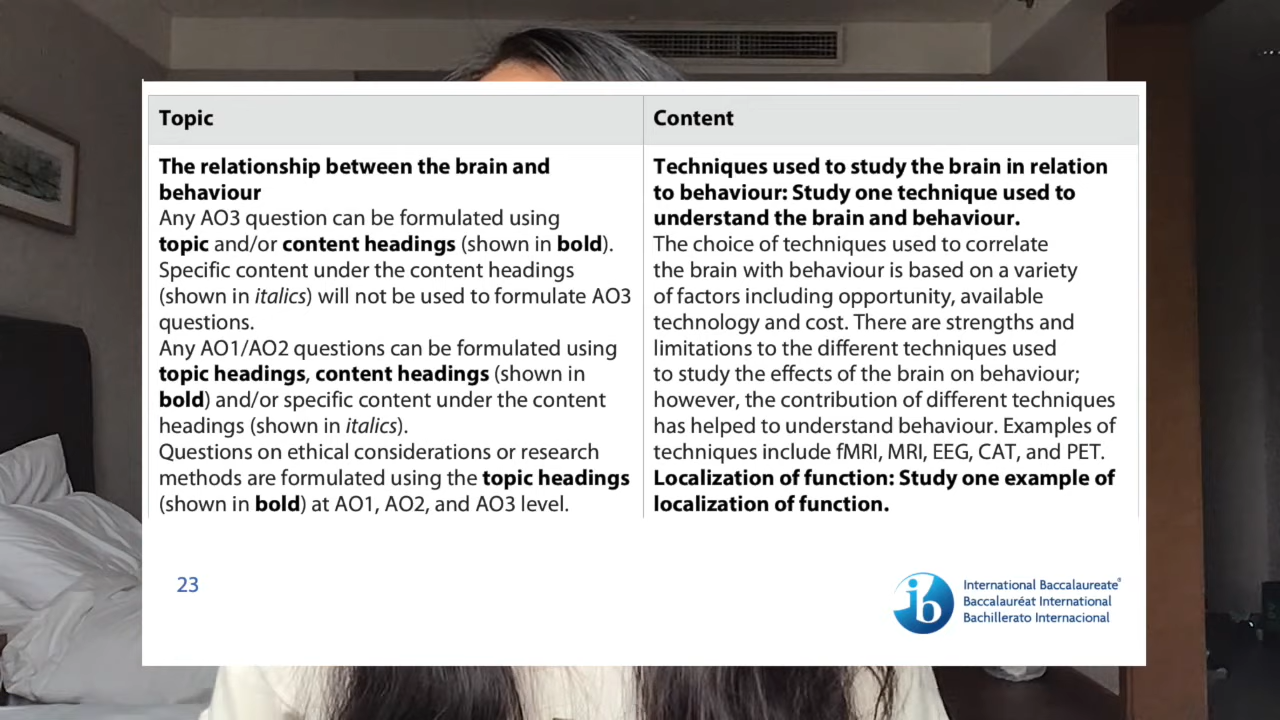 Topic
Content
The relationship between the brain and
behaviour
Any AO3 question can be formulated using
topic and/or content headings (shown in bold).
Specific content under the content headings
(shown in italics) will not be used to formulate AO3
questions.
Any AO1/AO2 questions can be formulated using
topic headings, content headings (shown in
bold) and/or specific content under the content
headings (shown in italics).
Questions on ethical considerations or research
methods are formulated using the topic headings
(shown in bold) at AO1, AO2, and AO3 level.
Techniques used to study the brain in relation
to behaviour: Study one technique used to
understand the brain and behaviour.
The choice of techniques used to correlate
the brain with behaviour is based on a variety
of factors including opportunity, available
technology and cost. There are strengths and
limitations to the different techniques used
to study the effects of the brain on behaviour;
however, the contribution of different techniques
has helped to understand behaviour. Examples of
techniques include fMRI, MRI, EEG, CAT, and PET.
Localization of function: Study one example of
localization of function.
23
ib
International Baccalaureate®
Baccalauréat International
Bachillerato Internacional